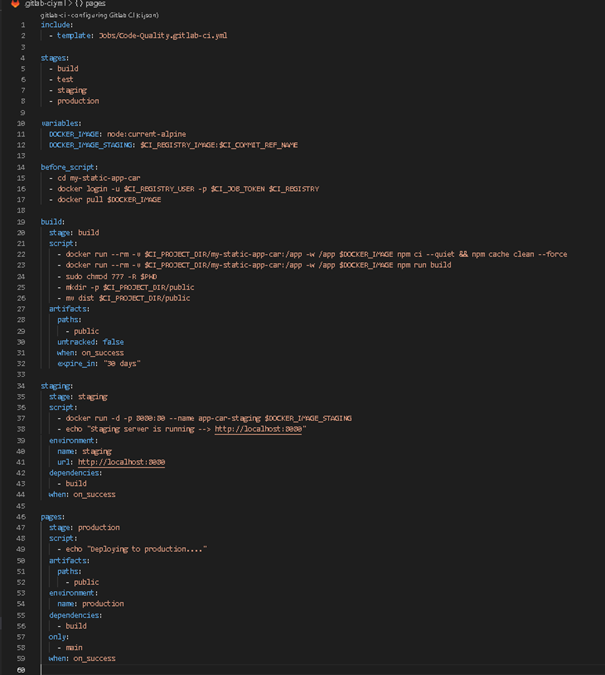 gitlab-ci.yml > {} pages
gitlab-ci - configuring Gitlab CI (ci.json)
1 include:
2 - template: Jobs/Code-Quality.gitlab-ci.yml
3
4 stages:
5 - build
6 - test
7 - staging
8 - production
9
10 variables:
11 DOCKER_IMAGE: node:current-alpine
12 DOCKER_IMAGE_STAGING: $CI_REGISTRY_IMAGE:$CI_COMMIT_REF_NAME
13
14 before_script:
15 - cd my-static-app-car
16 - docker login -u $CI_REGISTRY_USER -p $CI_JOB_TOKEN $CI_REGISTRY
17 - docker pull $DOCKER_IMAGE
18
19 build:
20 stage: build
21 script:
22 - docker run --rm -v $CI_PROJECT_DIR/my-static-app-car:/app -w /app $DOCKER_IMAGE npm ci --quiet && npm cache clean --force
23 - docker run --rm -v $CI_PROJECT_DIR/my-static-app-car:/app -w /app $DOCKER_IMAGE npm run build
24 - sudo chmod 777 -R $PWD
25 - mkdir -p $CI_PROJECT_DIR/public
26 - mv dist $CI_PROJECT_DIR/public
27 artifacts:
28 paths:
29 - public
30 untracked: false
31 when: on_success
32 expire_in: "30 days"
33
34 staging:
35 stage: staging
36 script:
37 - docker run -d -p 8080:80 --name app-car-staging $DOCKER_IMAGE_STAGING
38 - echo "Staging server is running --> http://localhost:8080"
39 environment:
40 name: staging
41 url: http://localhost:8080
42 dependencies:
43 - build
44 when: on_success
45
46 pages:
47 stage: production
48 script:
49 - echo "Deploying to production...."
50 artifacts:
51 paths:
52 - public
53 environment:
54 name: production
55 dependencies:
56 - build
57 only:
58 - main
59 when: on_success
60